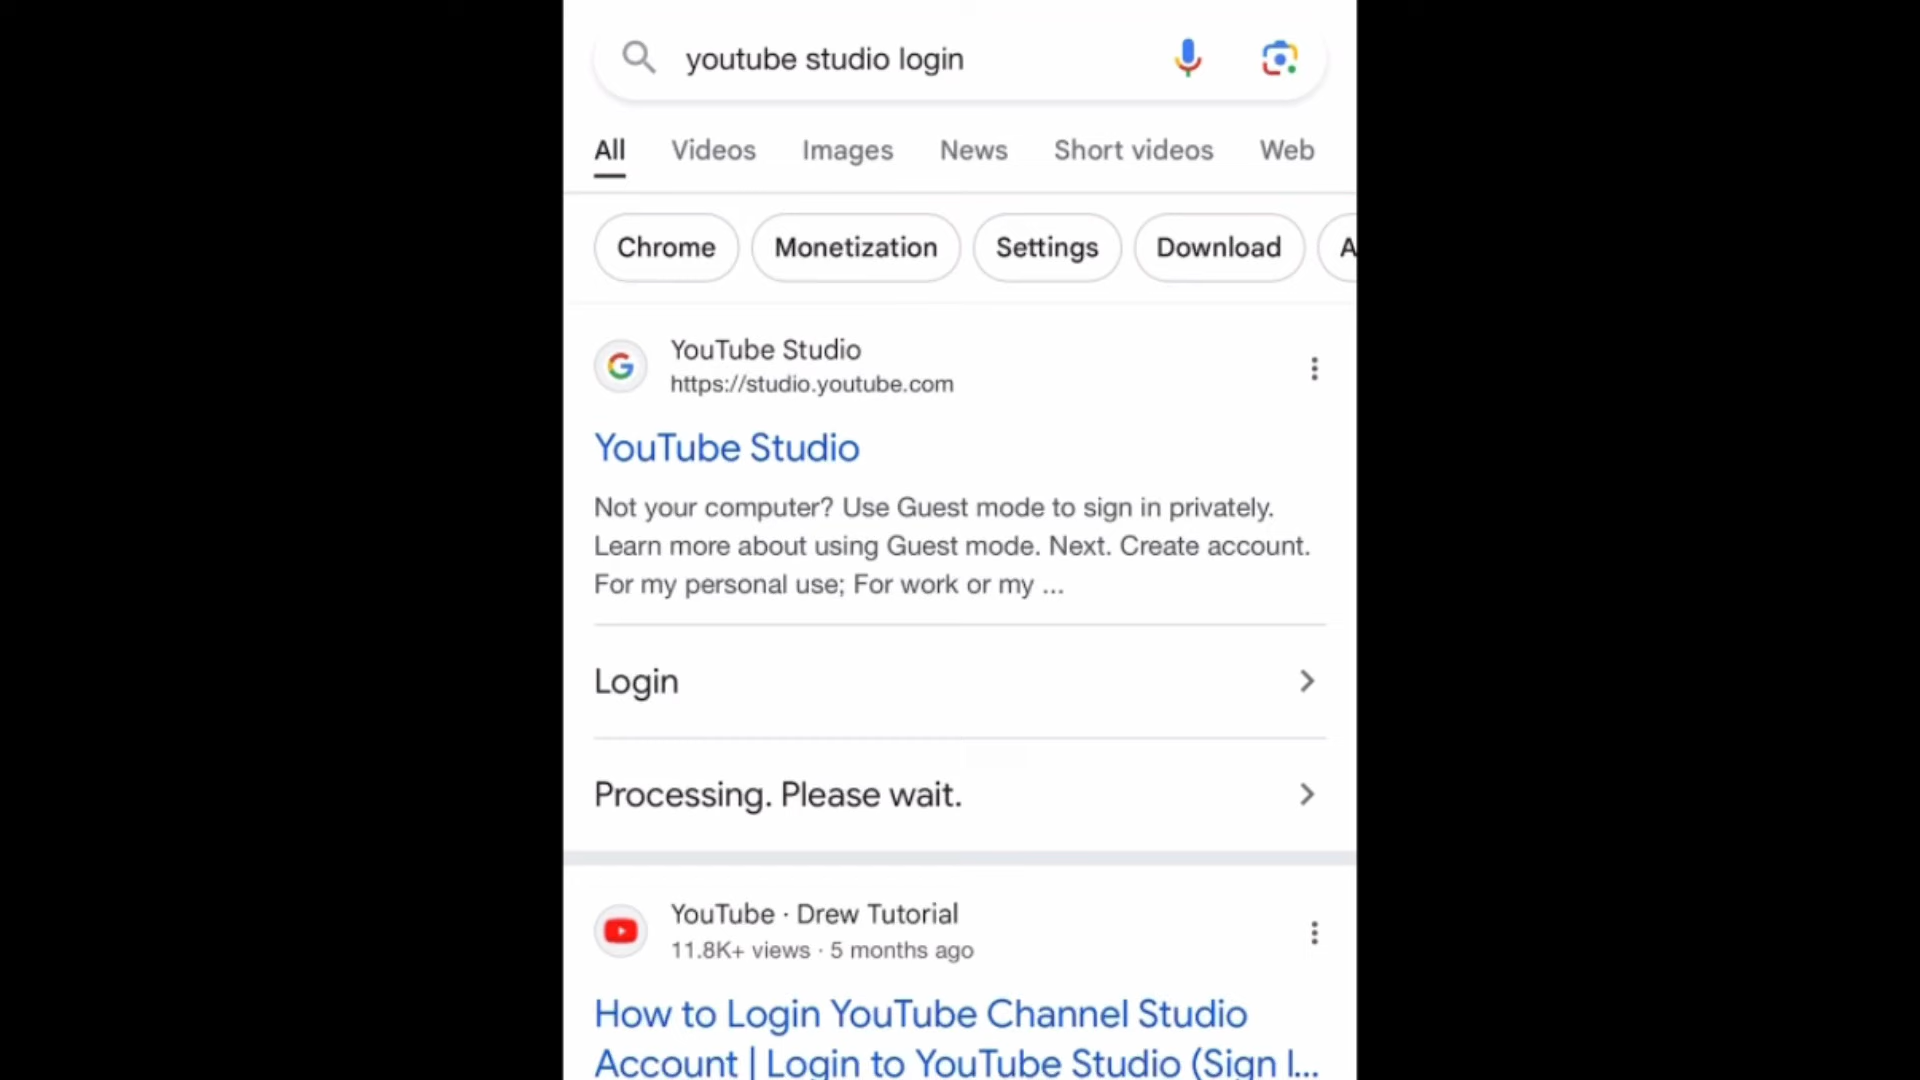 youtube studio login
All Videos Images News Short videos Web
Chrome Monetization Settings Download A
YouTube Studio
https://studio.youtube.com
YouTube Studio
Not your computer? Use Guest mode to sign in privately.
Learn more about using Guest mode. Next. Create account.
For my personal use; For work or my ...
Login
Processing. Please wait.
YouTube · Drew Tutorial
11.8K+ views · 5 months ago
How to Login YouTube Channel Studio
Account | Login to YouTube Studio (Sign I...